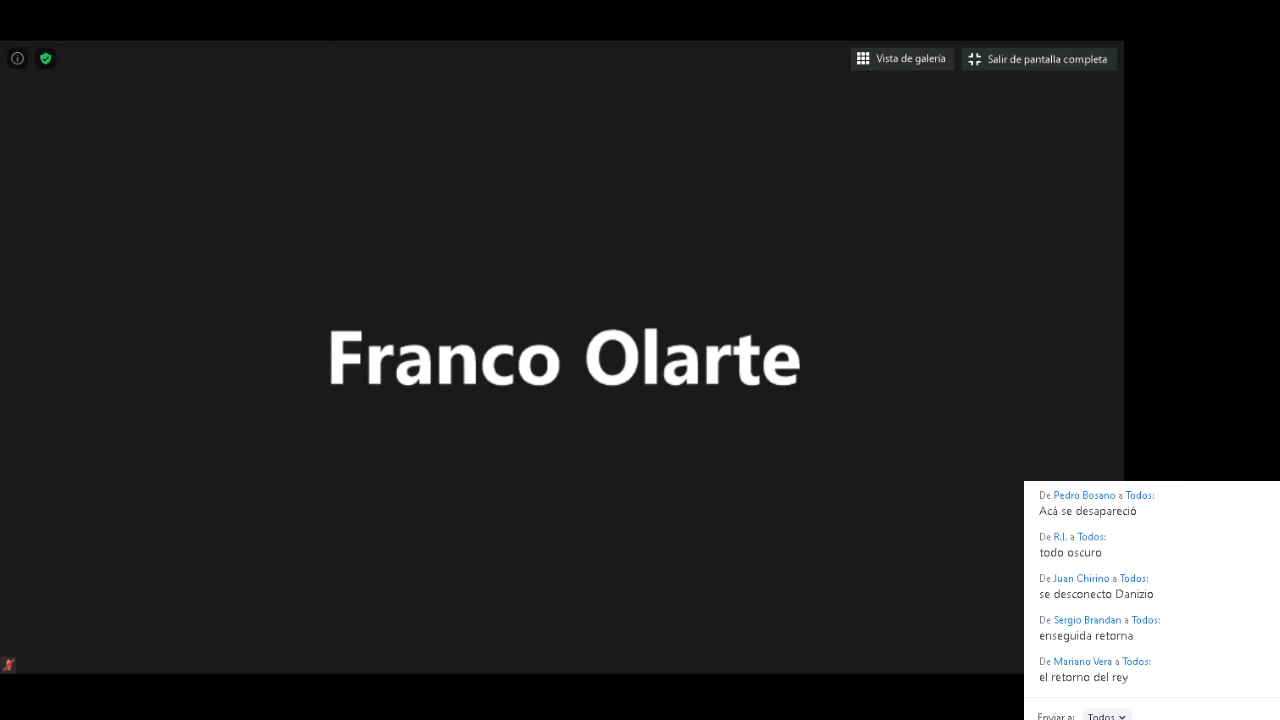 Vista de galería
Salir de pantalla completa
Franco Olarte
De Pedro Bosano a Todos:
Acá se desapareció
De R.I. a Todos:
todo oscuro
De Juan Chirino a Todos:
se desconecto Danizio
De Sergio Brandan a Todos:
enseguida retorna
De Mariano Vera a Todos:
el retorno del rey
Enviar a: Todos